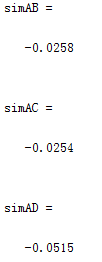 simAB =
-0.0258
simAC =
-0.0254
simAD =
-0.0515